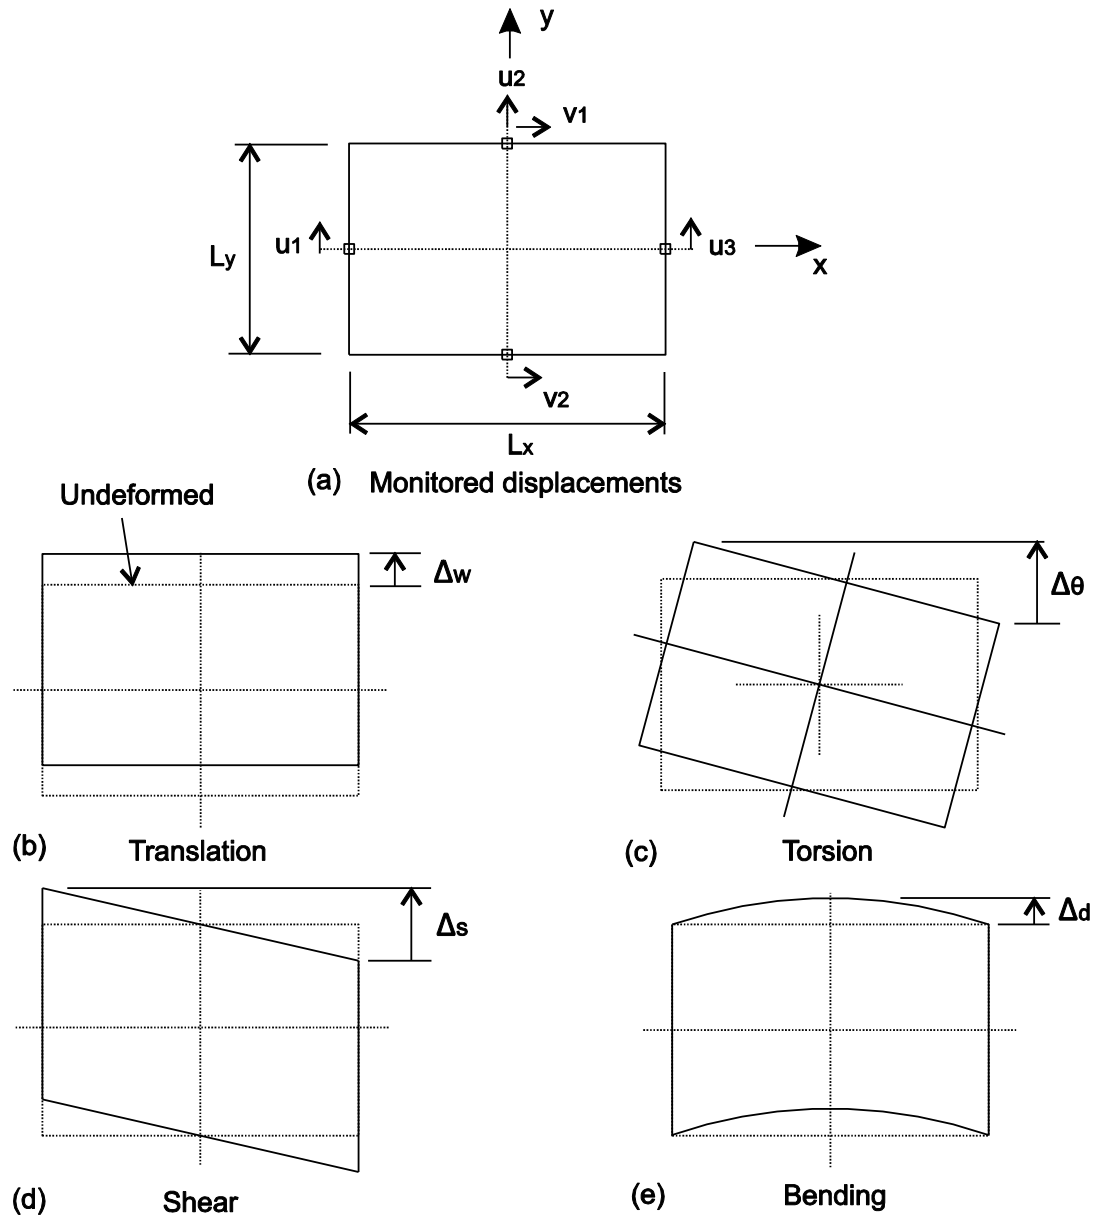 y
u2
v1
u1
Ly
u3
x
v2
Lx
(a) Monitored displacements
Undeformed
Δw
Δθ
(b) Translation
(c) Torsion
Δs
Δd
(d) Shear
(e) Bending